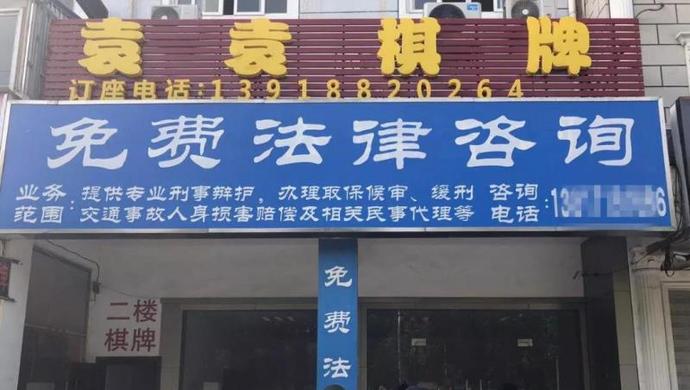 袁袁棋牌
订座电话:13918820264
免费法律咨询
业务范围:
提供专业刑事辩护，办理取保候审、缓刑
交通事故人身损害赔偿及相关民事代理等
咨询电话:
二楼棋牌
免费法